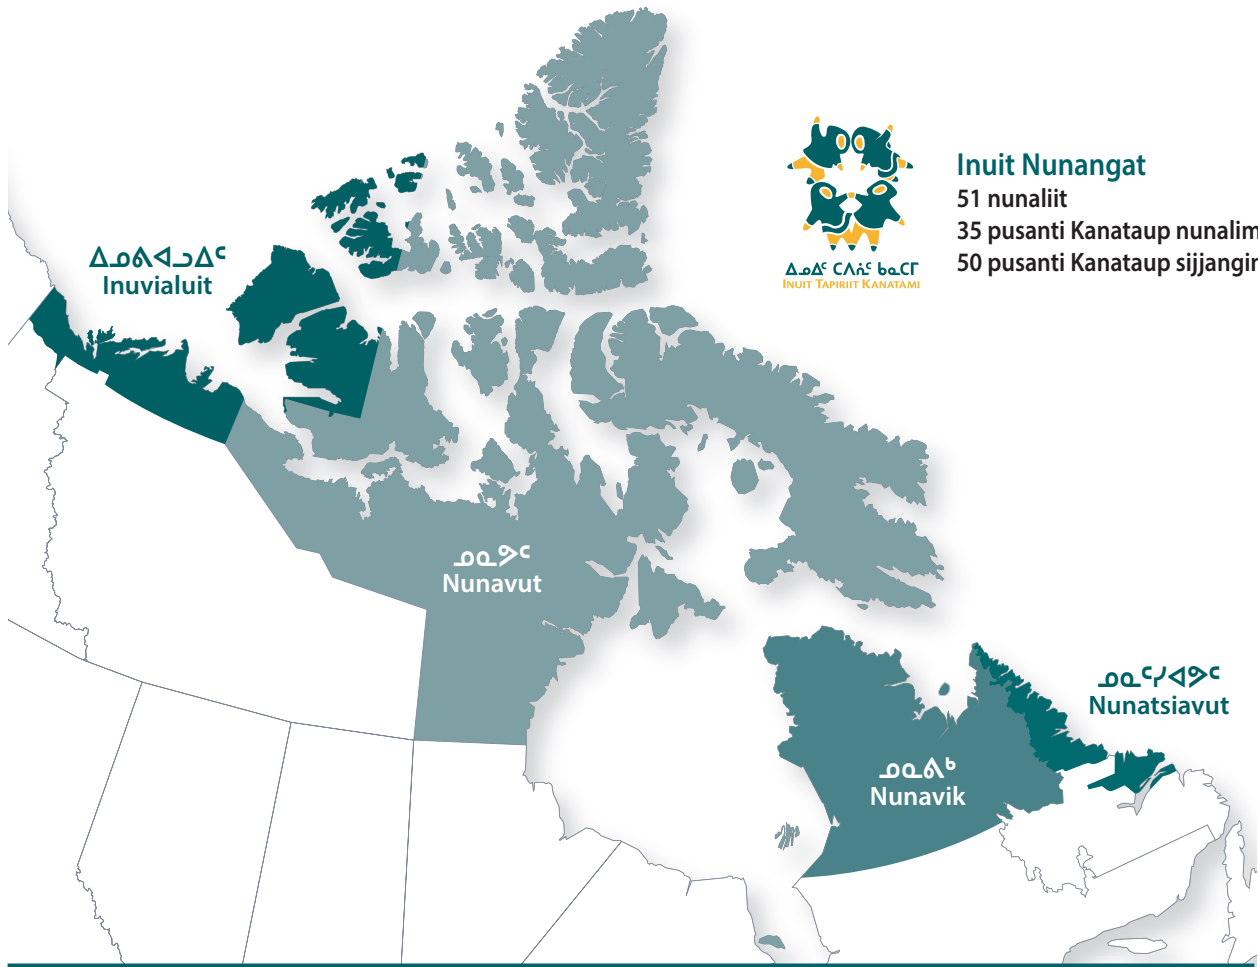 Inuit Nunangat
51 nunaliit
35 pusanti Kanataup nunalim
50 pusanti Kanataup sijjangin
ᐃᓄᐃᑦ ᑕᐱᕇᑦ ᑲᓇᑕᒥ
INUIT TAPIRIIT KANATAMI
ᐃᓄᕕᐊᓗᐃᑦ
Inuvialuit
ᓄᓇᕗᑦ
Nunavut
ᓄᓇᑦᓯᐊᕗᑦ
Nunatsiavut
ᓄᓇᕕᒃ
Nunavik